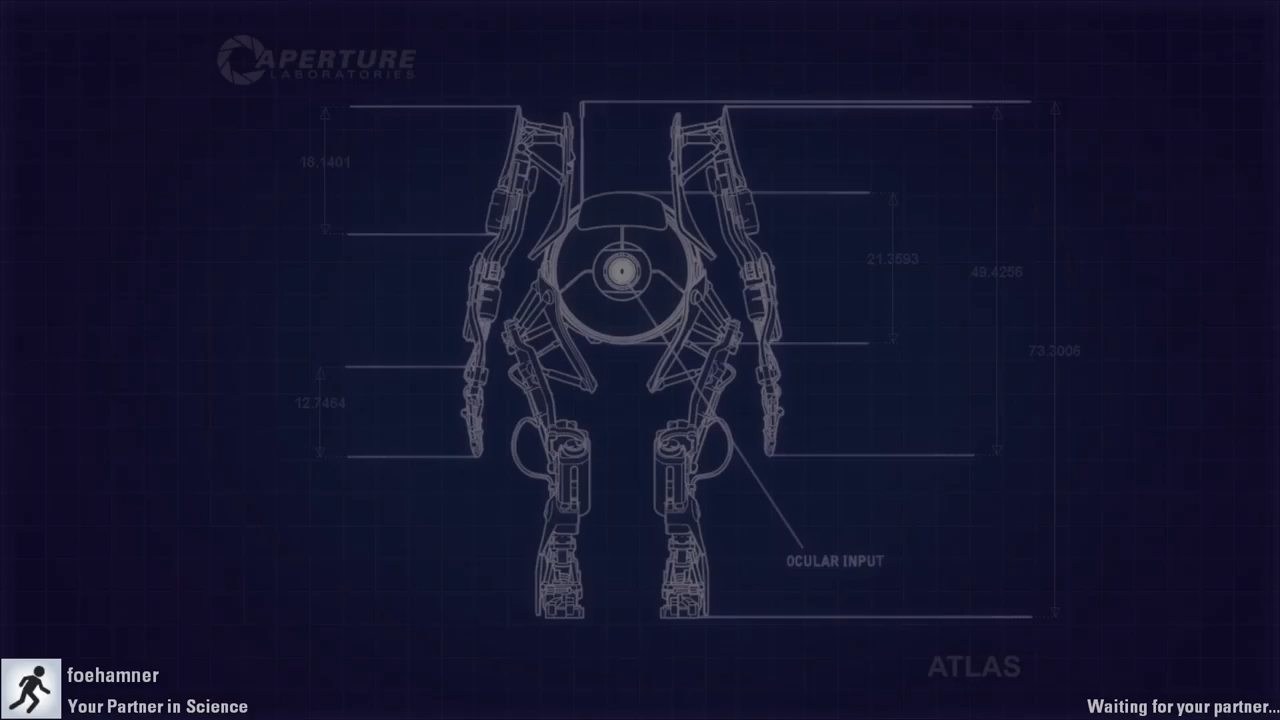 APERTURE
LABORATORIES
18.1401
21.3593
49.4256
73.3006
12.7464
OCULAR INPUT
ATLAS
foehamner
Your Partner in Science
Waiting for your partner...